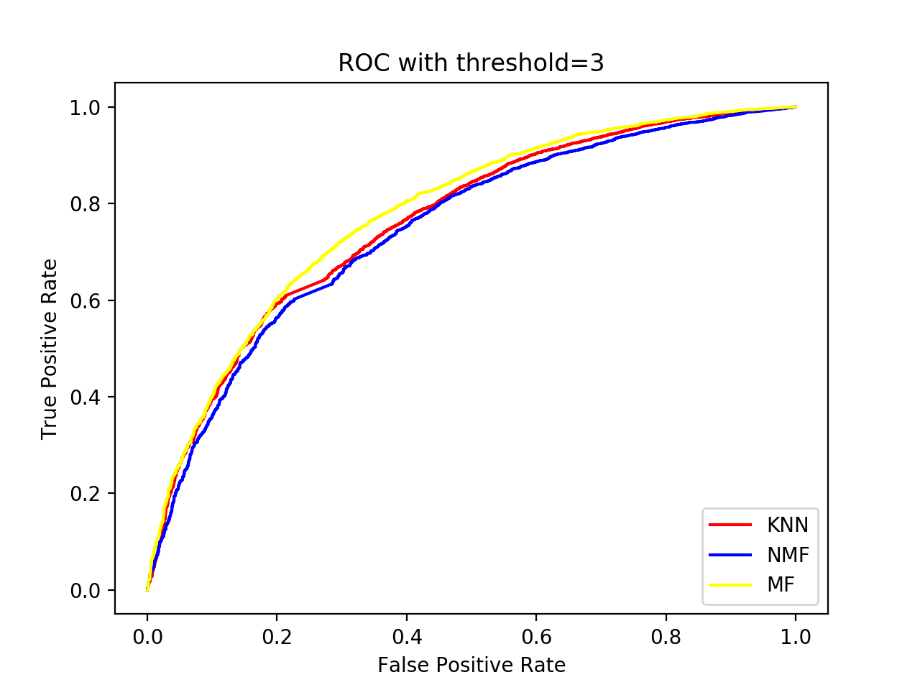 ROC with threshold=3
True Positive Rate
1.0
0.8
0.6
0.4
0.2
0.0
0.0 0.2 0.4 0.6 0.8 1.0
False Positive Rate
KNN
NMF
MF